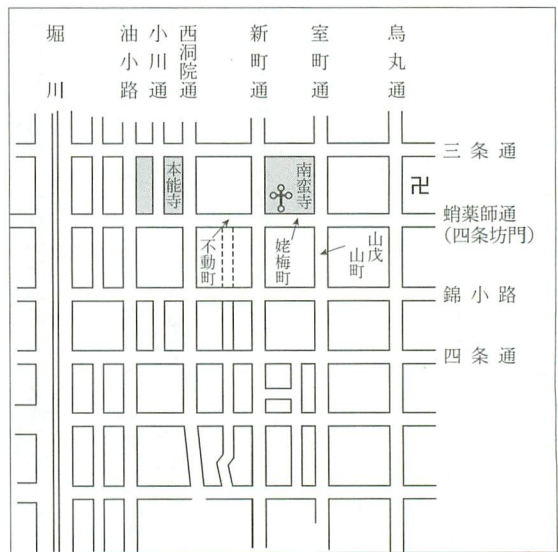 堀川
油小路
小川通
西洞院通
新町通
室町通
烏丸通
三条通
本能寺
南蛮寺
卍
蛸薬師通
(四条坊門)
不動町
姥梅町
山戊
山町
錦小路
四条通